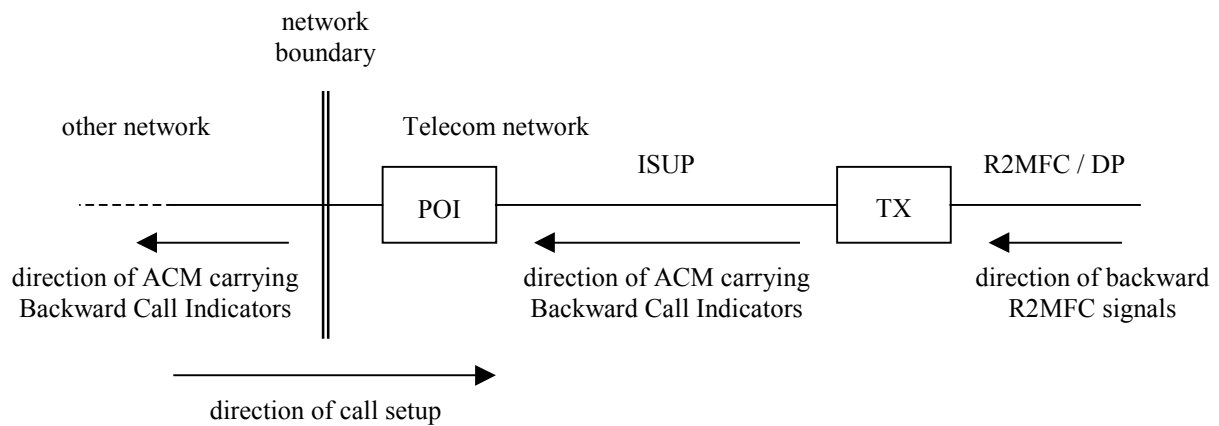 network
boundary
other network
Telecom network
ISUP
R2MFC / DP
POI
TX
direction of ACM carrying
Backward Call Indicators
direction of ACM carrying
Backward Call Indicators
direction of backward
R2MFC signals
direction of call setup